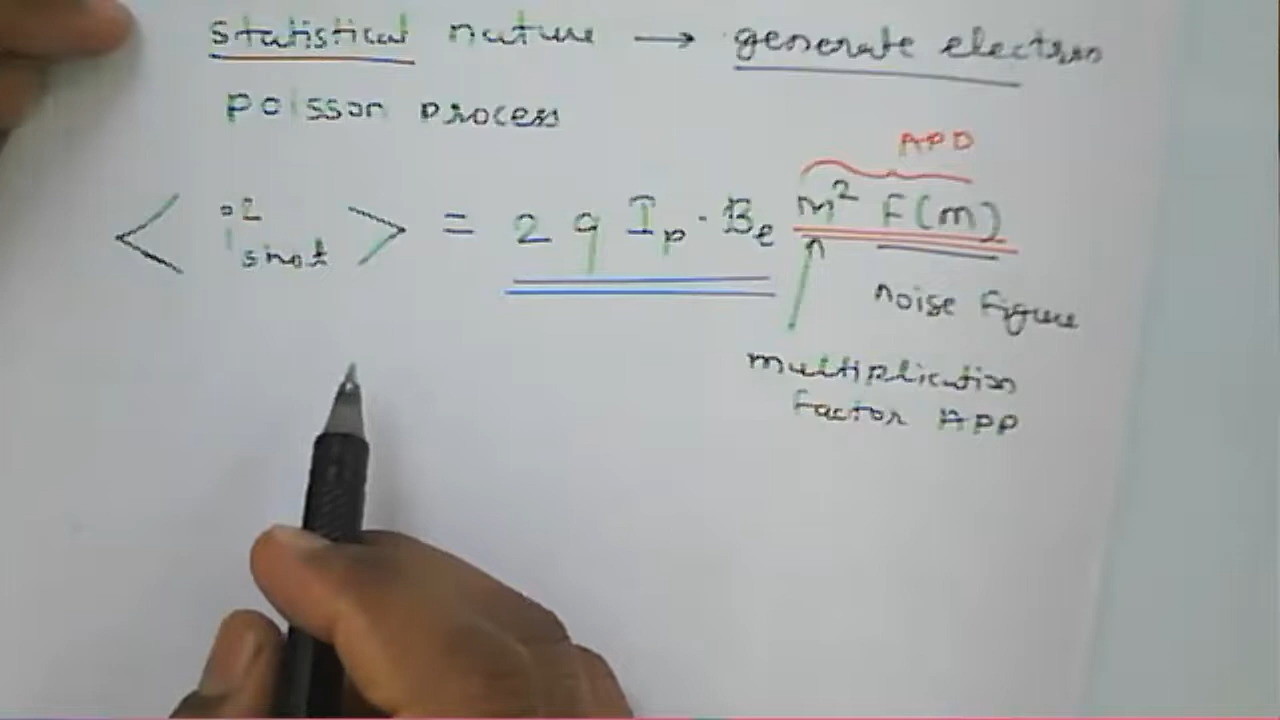 statistical nature → generate electron
poisson process
APD
< i²shot > = 2 q Ip · Be m² F(m)
noise figure
multiplication
factor APD